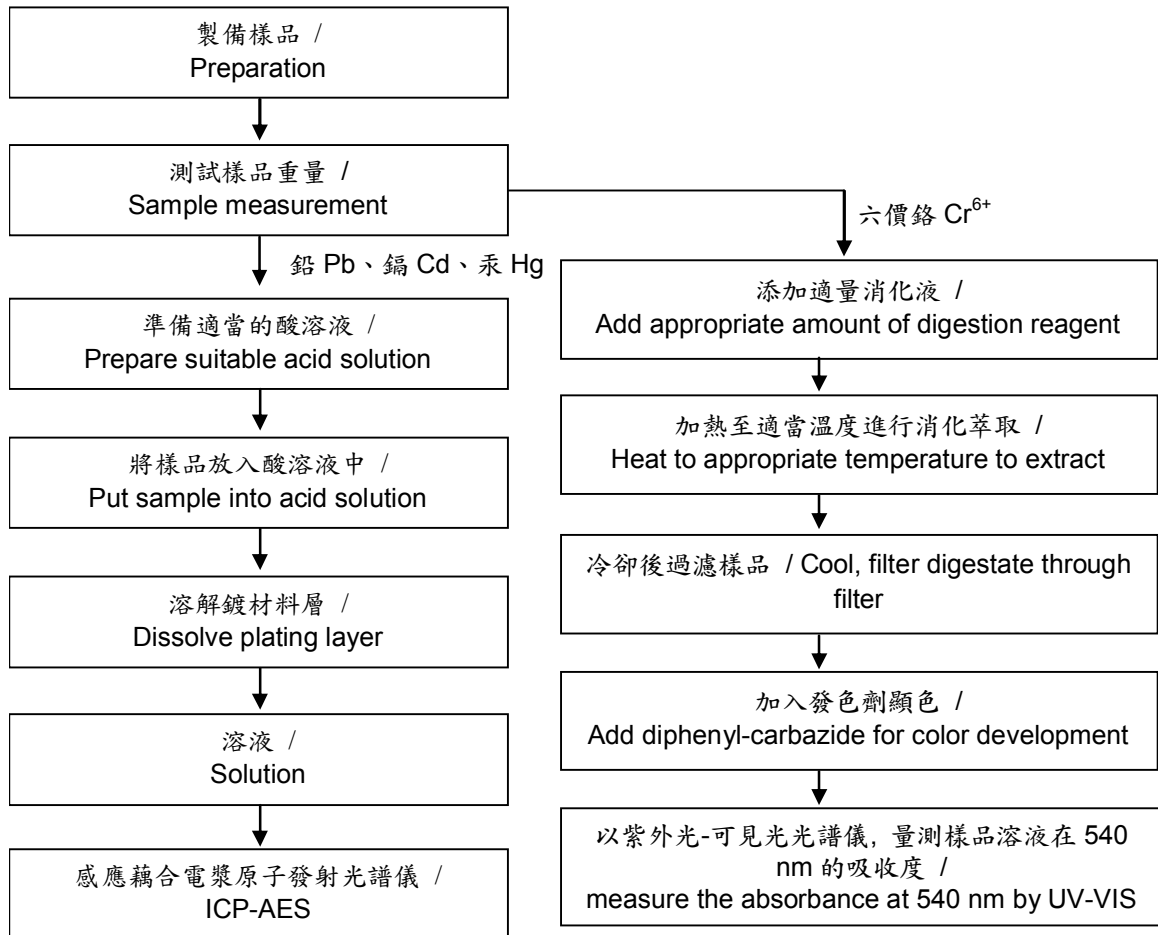 製備樣品 /
Preparation
測試樣品重量 /
Sample measurement
六價鉻 Cr⁶⁺
鉛 Pb、鎘 Cd、汞 Hg
準備適當的酸溶液 /
Prepare suitable acid solution
將樣品放入酸溶液中 /
Put sample into acid solution
溶解鍍材料層 /
Dissolve plating layer
溶液 /
Solution
感應藕合電漿原子發射光譜儀 /
ICP-AES
添加適量消化液 /
Add appropriate amount of digestion reagent
加熱至適當溫度進行消化萃取 /
Heat to appropriate temperature to extract
冷卻後過濾樣品 / Cool, filter digestate through
filter
加入發色劑顯色 /
Add diphenyl-carbazide for color development
以紫外光-可見光光譜儀, 量測樣品溶液在 540
nm 的吸收度 /
measure the absorbance at 540 nm by UV-VIS